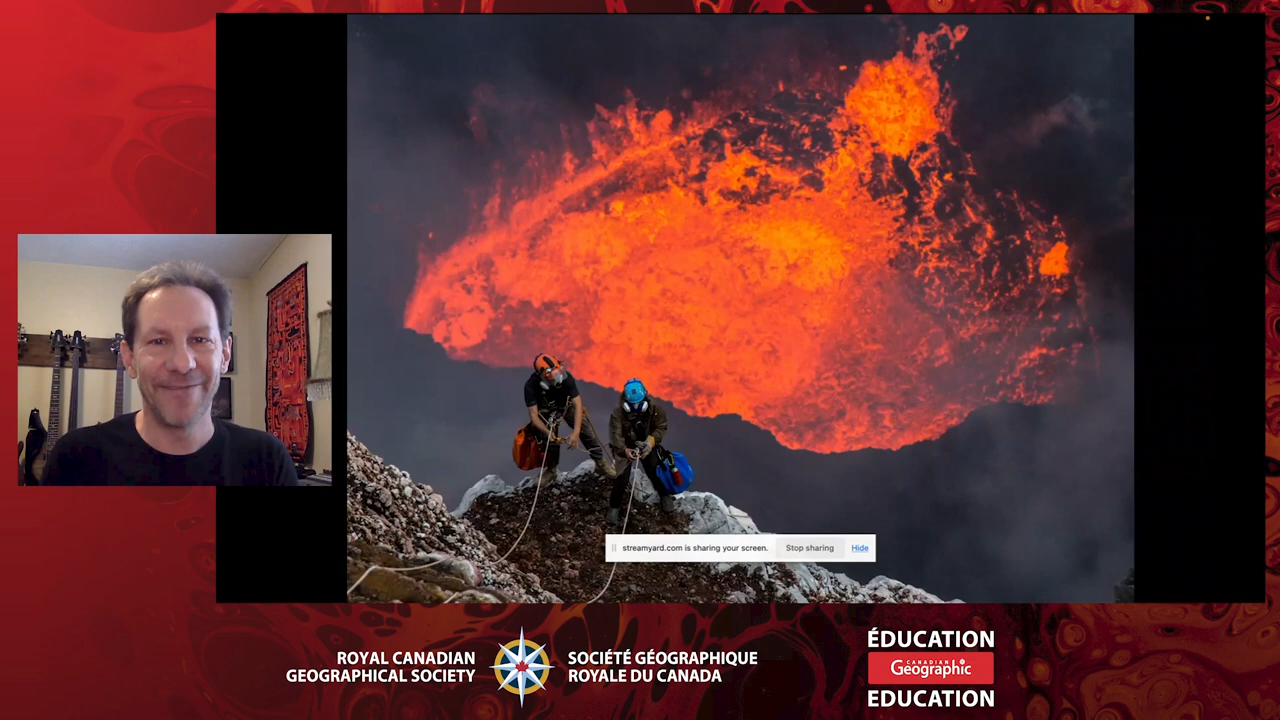 streamyard.com is sharing your screen. Stop sharing Hide
ROYAL CANADIAN
GEOGRAPHICAL SOCIETY
SOCIÉTÉ GÉOGRAPHIQUE
ROYALE DU CANADA
ÉDUCATION
CANADIAN
Geographic
EDUCATION